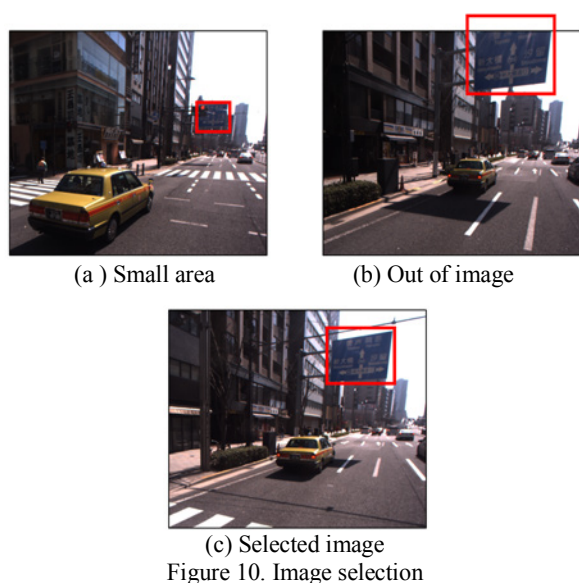 (a ) Small area
(b) Out of image
(c) Selected image
Figure 10. Image selection